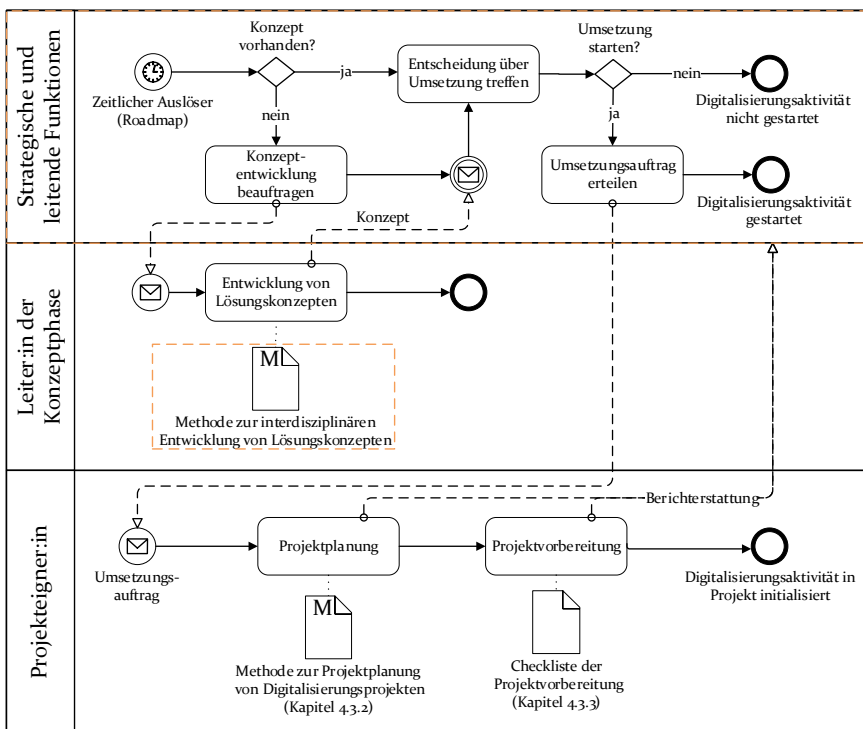 Strategische und
leitende Funktionen
Konzept
vorhanden?
Zeitlicher Auslöser
(Roadmap)
ja
nein
Entscheidung über
Umsetzung treffen
Umsetzung
starten?
nein
ja
Digitalisierungsaktivität
nicht gestartet
Konzept-
entwicklung
beauftragen
Umsetzungsauftrag
erteilen
Digitalisierungsaktivität
gestartet
Konzept
Leiter:in der
Konzeptphase
Entwicklung von
Lösungskonzepten
M
Methode zur interdisziplinären
Entwicklung von Lösungskonzepten
Projekteigner:in
Berichterstattung
Umsetzungs-
auftrag
Projektplanung
Projektvorbereitung
Digitalisierungsaktivität in
Projekt initialisiert
M
Methode zur Projektplanung
von Digitalisierungsprojekten
(Kapitel 4.3.2)
Checkliste der
Projektvorbereitung
(Kapitel 4.3.3)